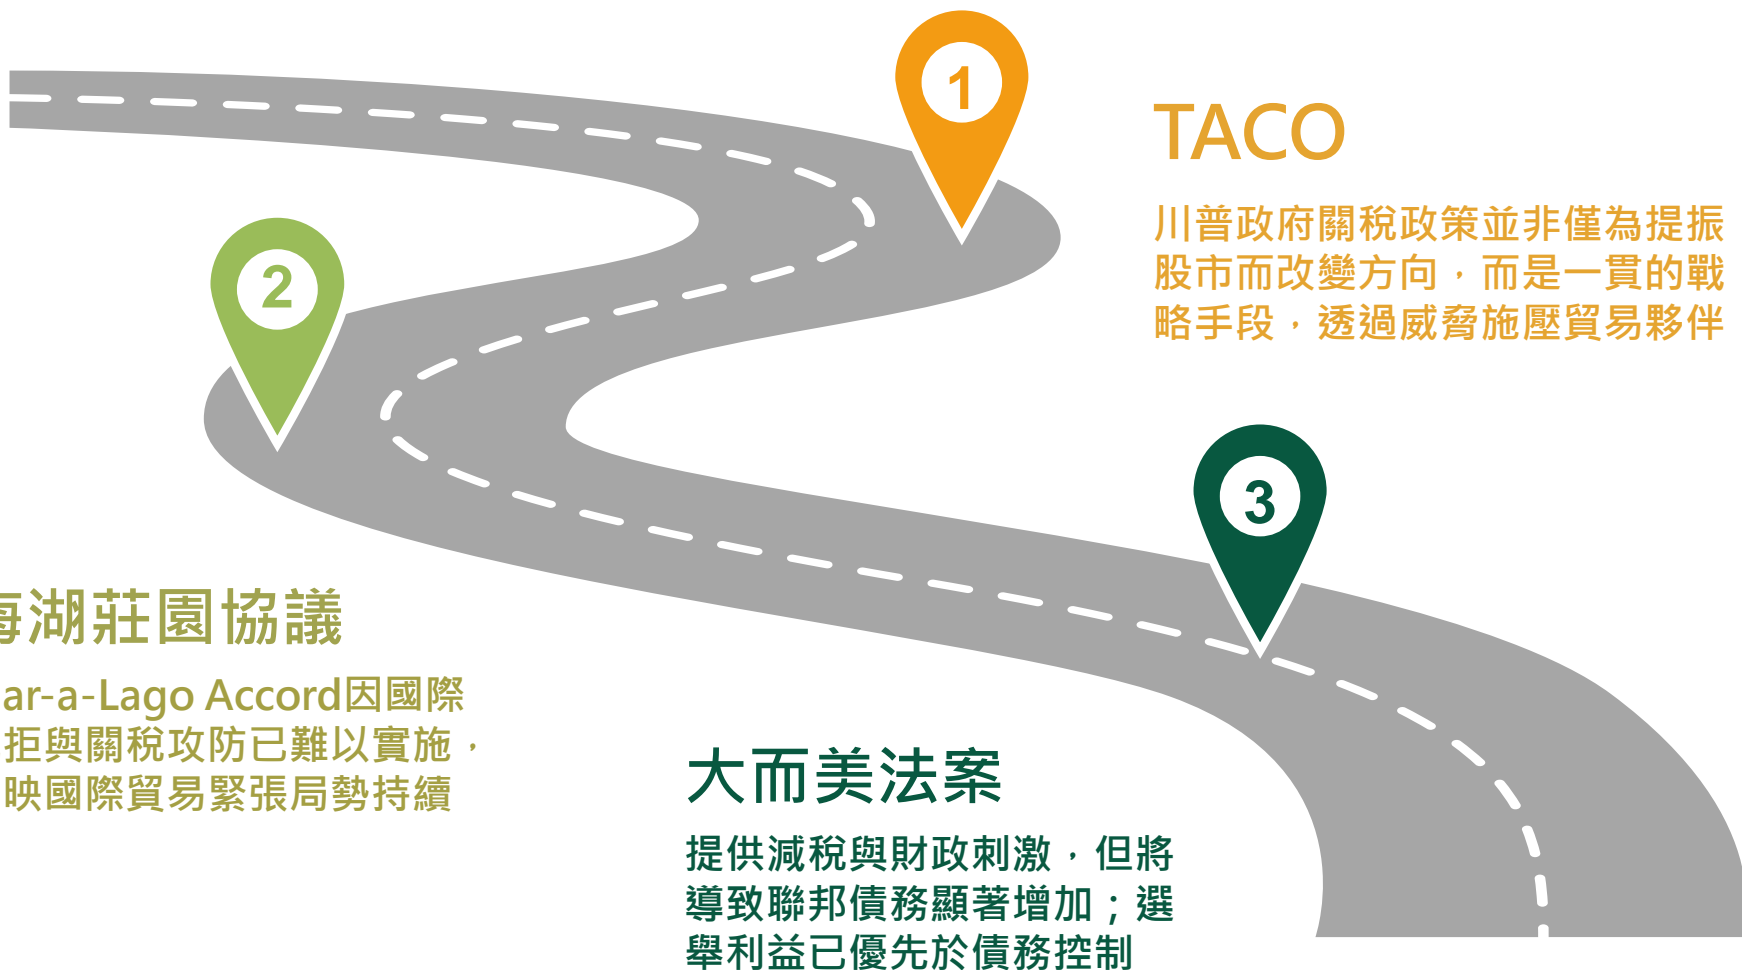 1
TACO
川普政府關稅政策並非僅為提振
股市而改變方向，而是一貫的戰
略手段，透過威脅施壓貿易夥伴
2
海湖莊園協議
ar-a-Lago Accord因國際
拒與關稅攻防已難以實施，
映國際貿易緊張局勢持續
3
大而美法案
提供減稅與財政刺激，但將
導致聯邦債務顯著增加；選
舉利益已優先於債務控制